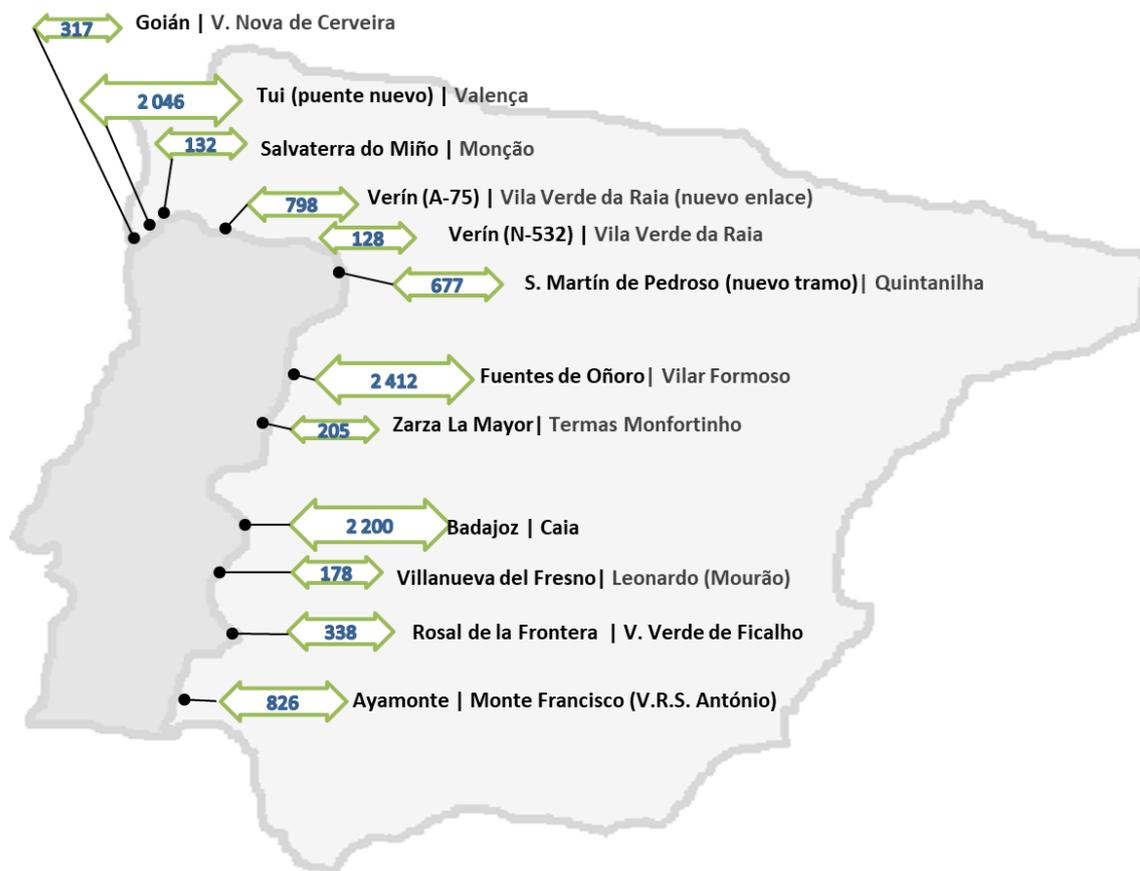 317 Goián | V. Nova de Cerveira
2 046 Tui (puente nuevo) | Valença
132 Salvaterra do Miño | Monção
798 Verín (A-75) | Vila Verde da Raia (nuevo enlace)
128 Verín (N-532) | Vila Verde da Raia
677 S. Martín de Pedroso (nuevo tramo)| Quintanilha
2 412 Fuentes de Oñoro| Vilar Formoso
205 Zarza La Mayor| Termas Monfortinho
2 200 Badajoz | Caia
178 Villanueva del Fresno| Leonardo (Mourão)
338 Rosal de la Frontera | V. Verde de Ficalho
826 Ayamonte | Monte Francisco (V.R.S. António)